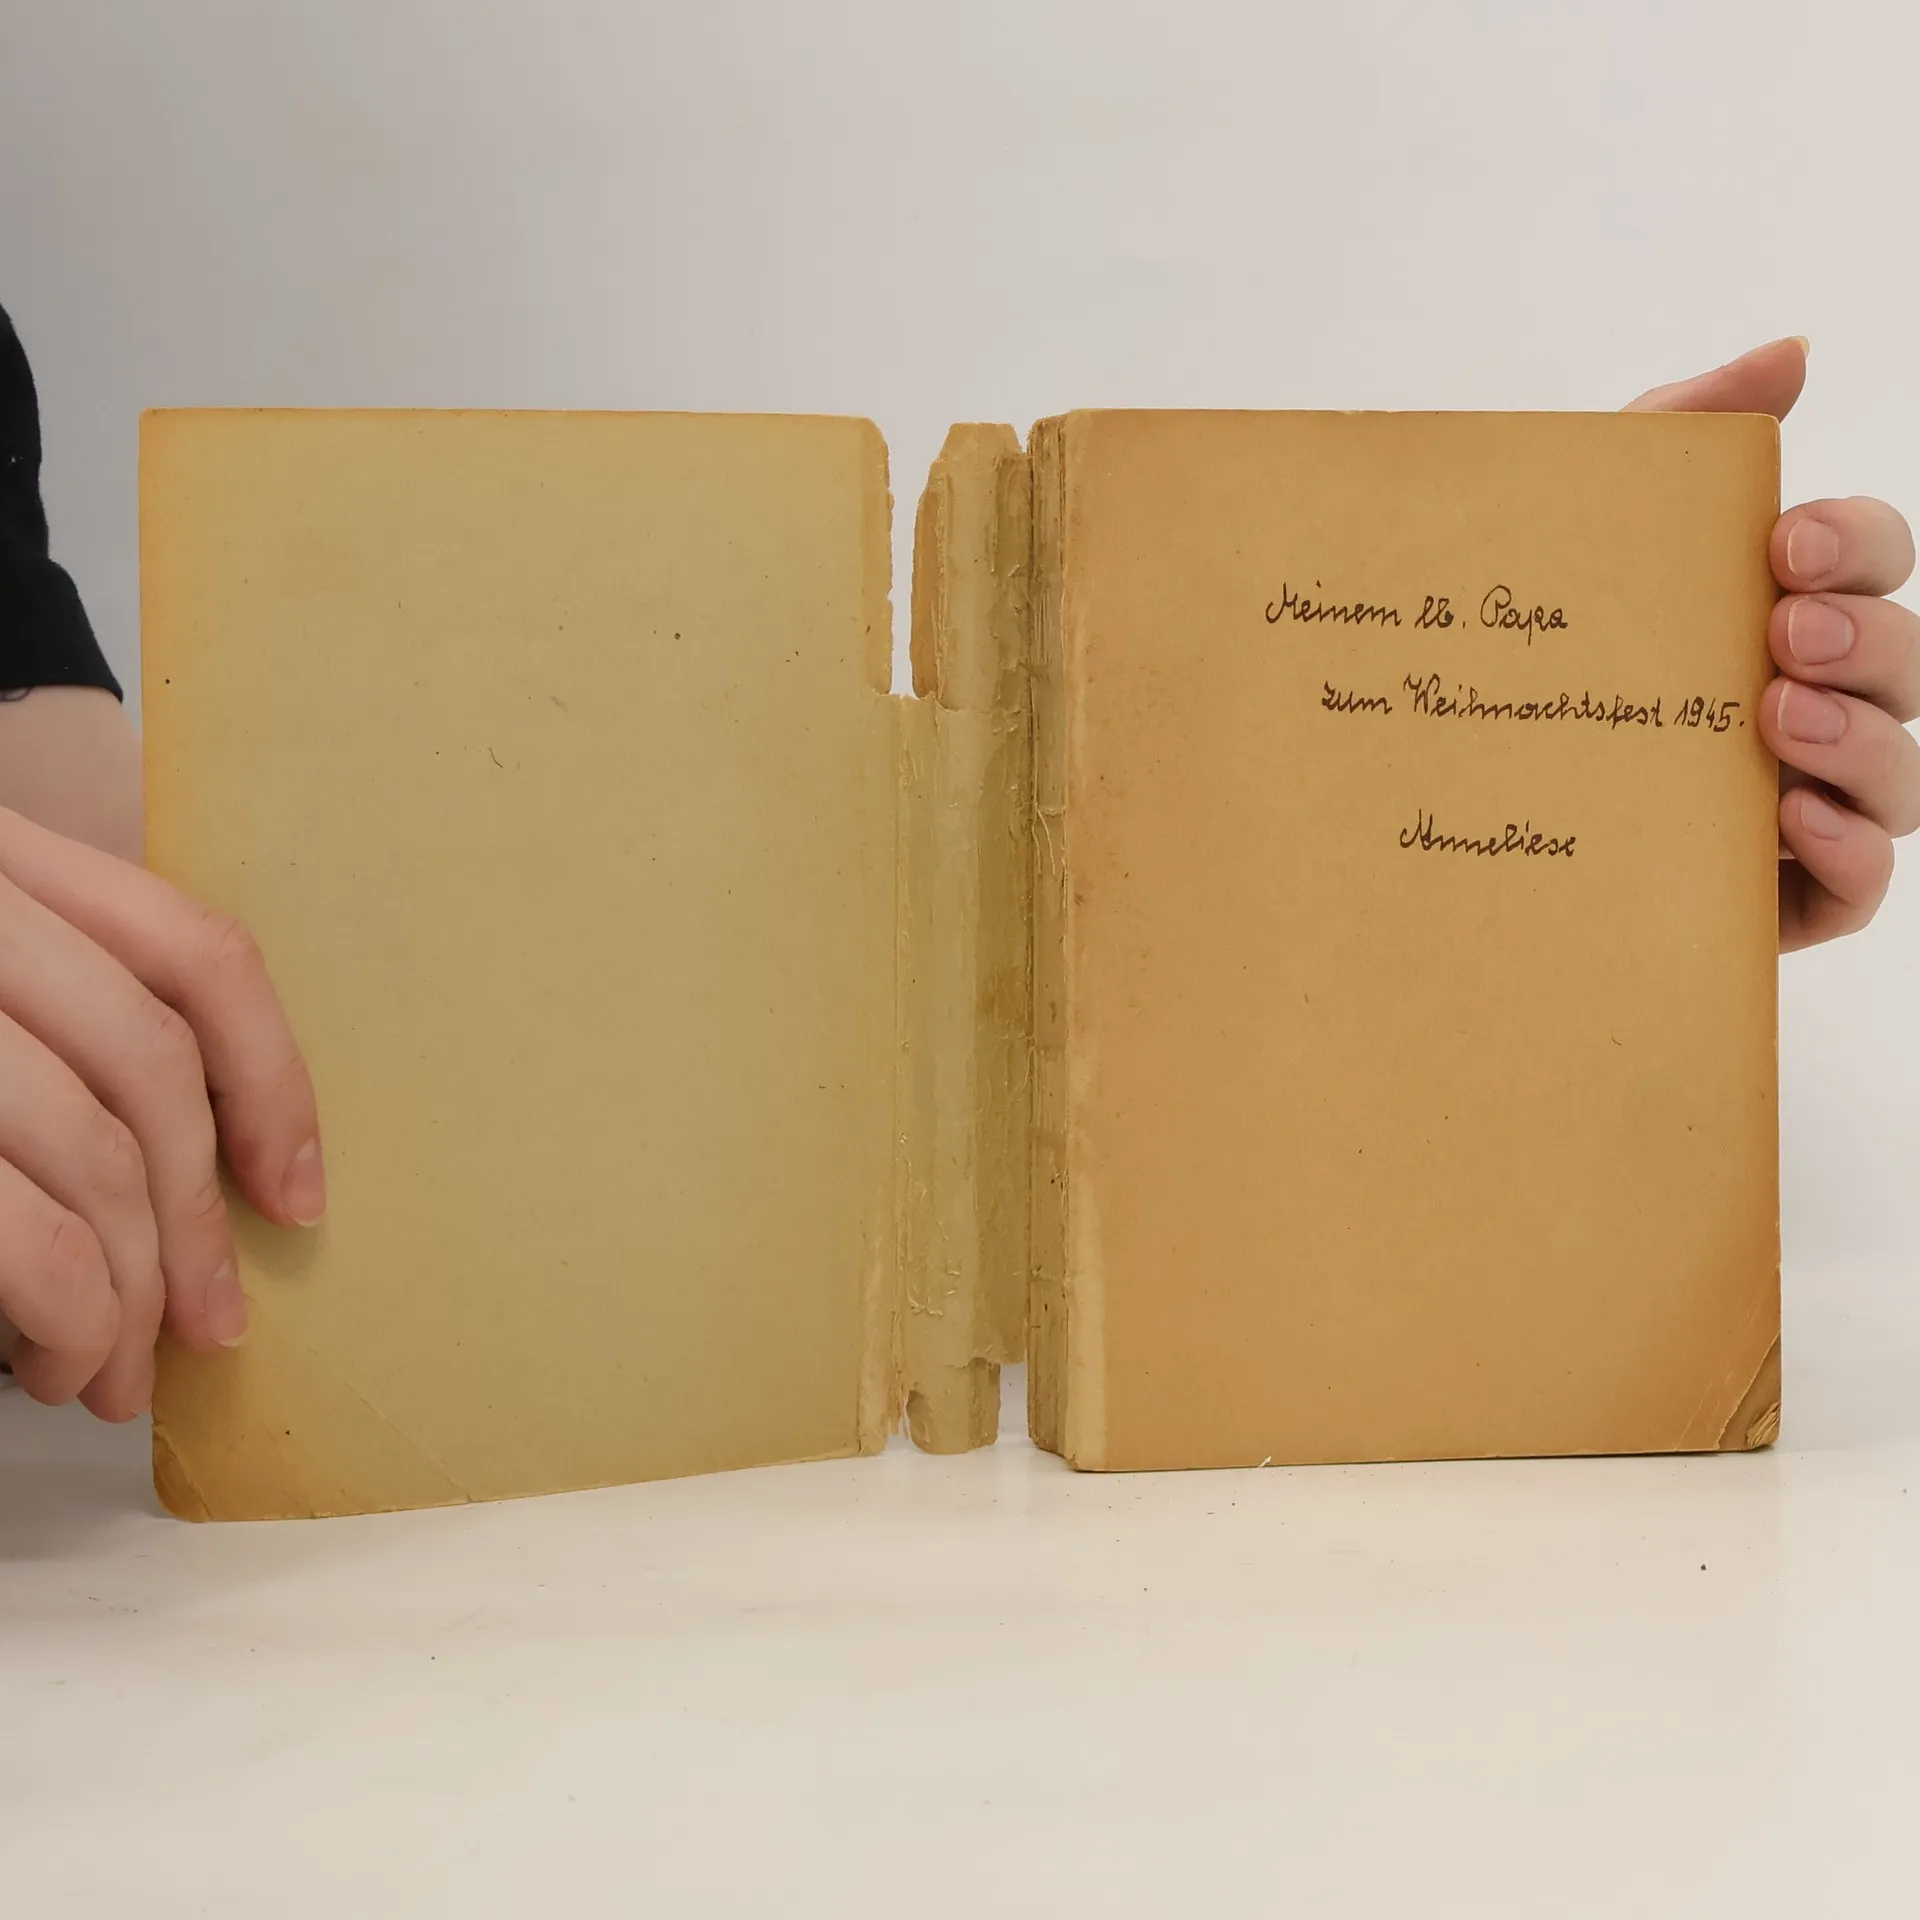 Meinem lb. Papa
zum Weihnachtsfest 1945.
Anneliese